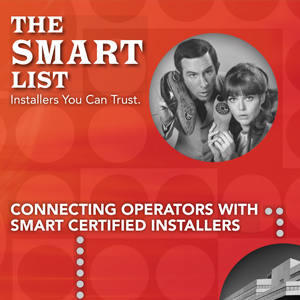 THE
SMART
LIST
Installers You Can Trust.
CONNECTING OPERATORS WITH
SMART CERTIFIED INSTALLERS